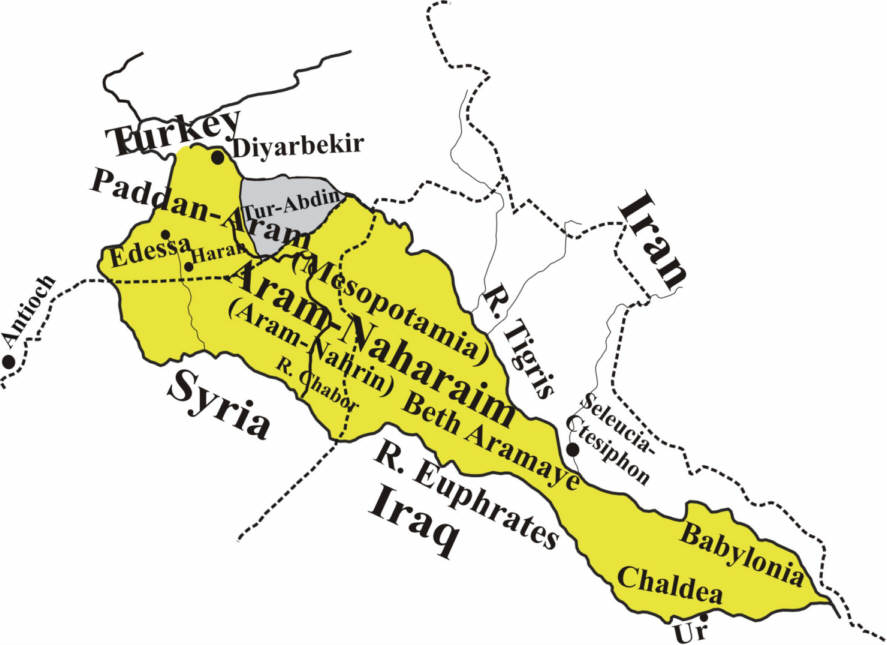 Turkey
Diyarbekir
Paddan-Aram
Tur-Abdin
Iran
Edessa
Haran
Antioch
(Mesopotamia)
Aram-Naharaim
(Aram-Nahrin)
R. Tigris
R. Chabor
Syria
Beth Aramaye
Seleucia-
Ctesiphon
R. Euphrates
Iraq
Babylonia
Chaldea
Ur